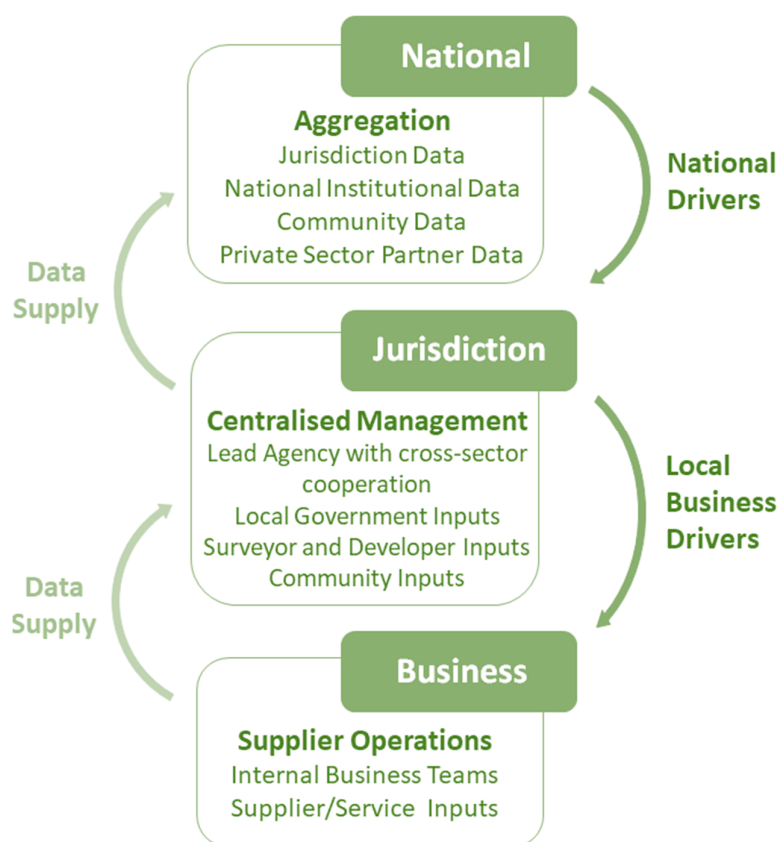 National
Aggregation
Jurisdiction Data
National Institutional Data
Community Data
Private Sector Partner Data
National
Drivers
Data
Supply
Jurisdiction
Centralised Management
Lead Agency with cross-sector
cooperation
Local Government Inputs
Surveyor and Developer Inputs
Community Inputs
Local
Business
Drivers
Data
Supply
Business
Supplier Operations
Internal Business Teams
Supplier/Service Inputs